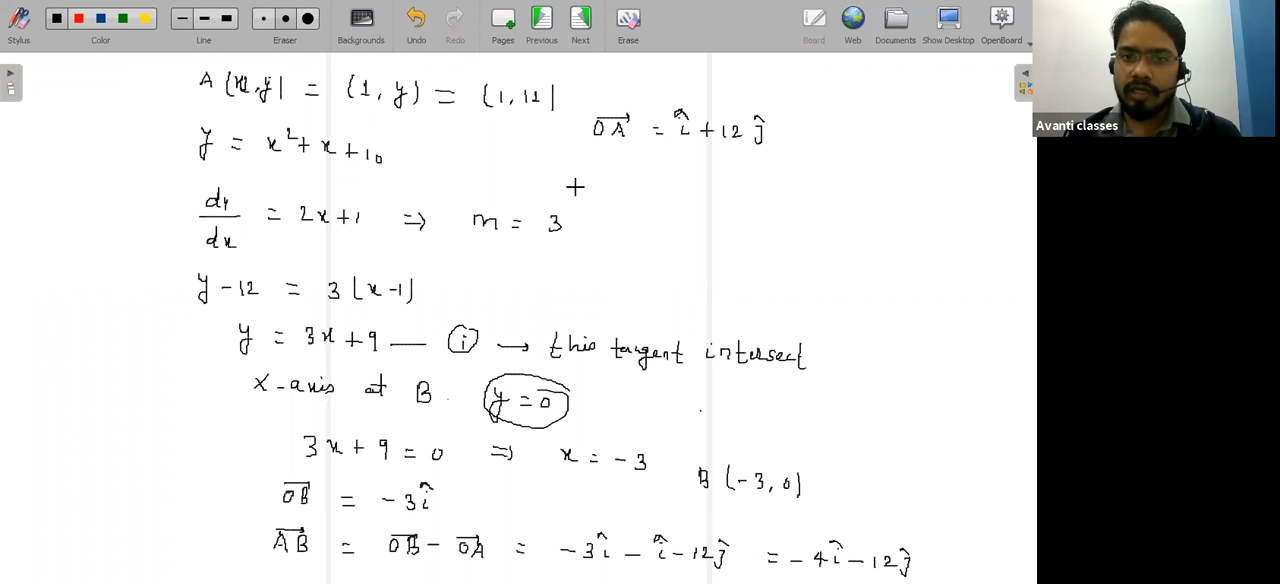 Stylus Color Line Eraser Backgrounds Undo Redo Pages Previous Next Erase Board Web Documents Show Desktop OpenBoard
Avanti classes
A (x,y) = (1, y) = (1, 12)
OA = î + 12 ĵ
y = x² + x + 10
dy/dx = 2x+1 ⇒ m = 3
y - 12 = 3 (x-1)
y = 3x + 9 — (i) → this tangent intersect
X-axis at B. y = 0
3x + 9 = 0 ⇒ x = -3 B (-3, 0)
OB = -3î
AB = OB - OA = -3î - î - 12ĵ = -4î - 12ĵ